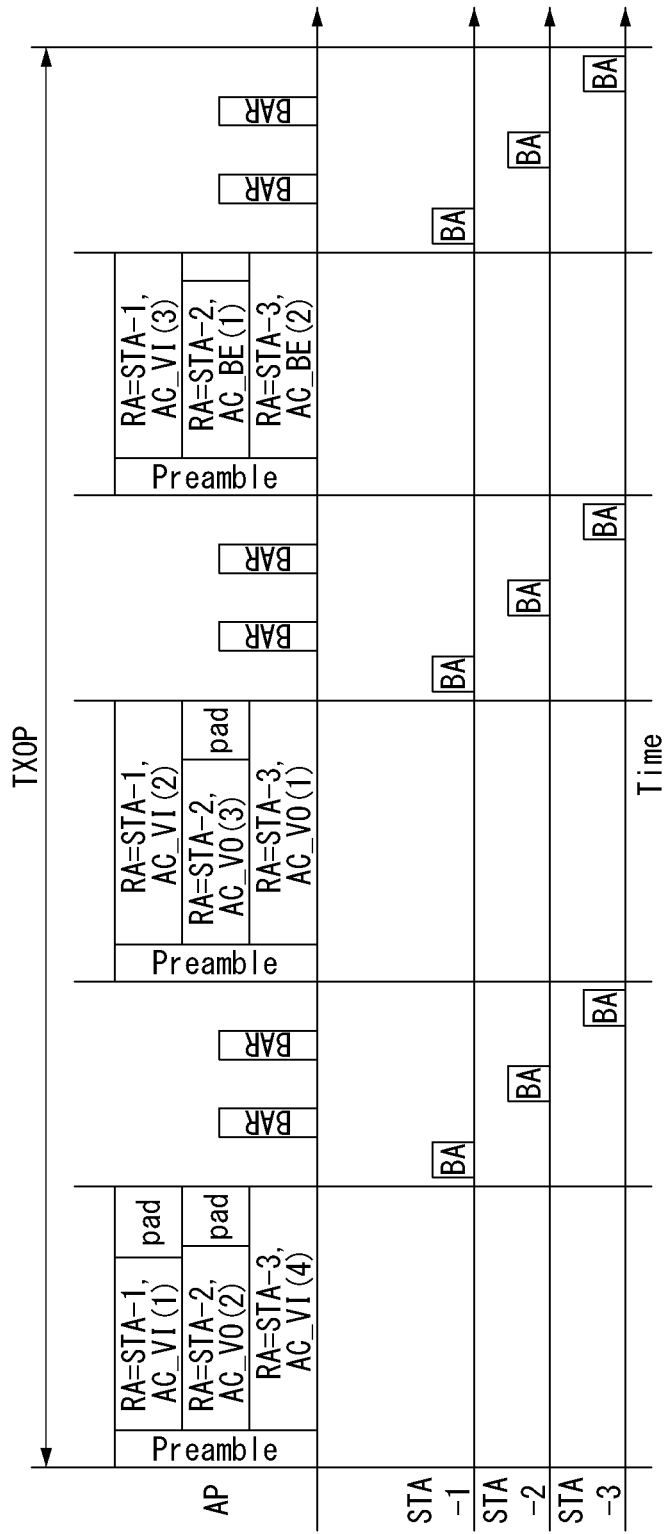 TXOP
AP
Preamble
RA=STA-1,
AC_VI(1)
pad
RA=STA-2,
AC_VO(2)
pad
RA=STA-3,
AC_VI(4)
BAR
BAR
Preamble
RA=STA-1,
AC_VI(2)
RA=STA-2,
AC_VO(3)
pad
RA=STA-3,
AC_VO(1)
BAR
BAR
Preamble
RA=STA-1,
AC_VI(3)
RA=STA-2,
AC_BE(1)
RA=STA-3,
AC_BE(2)
BAR
BAR
STA
-1
BA
BA
BA
STA
-2
BA
BA
BA
STA
-3
BA
BA
BA
Time